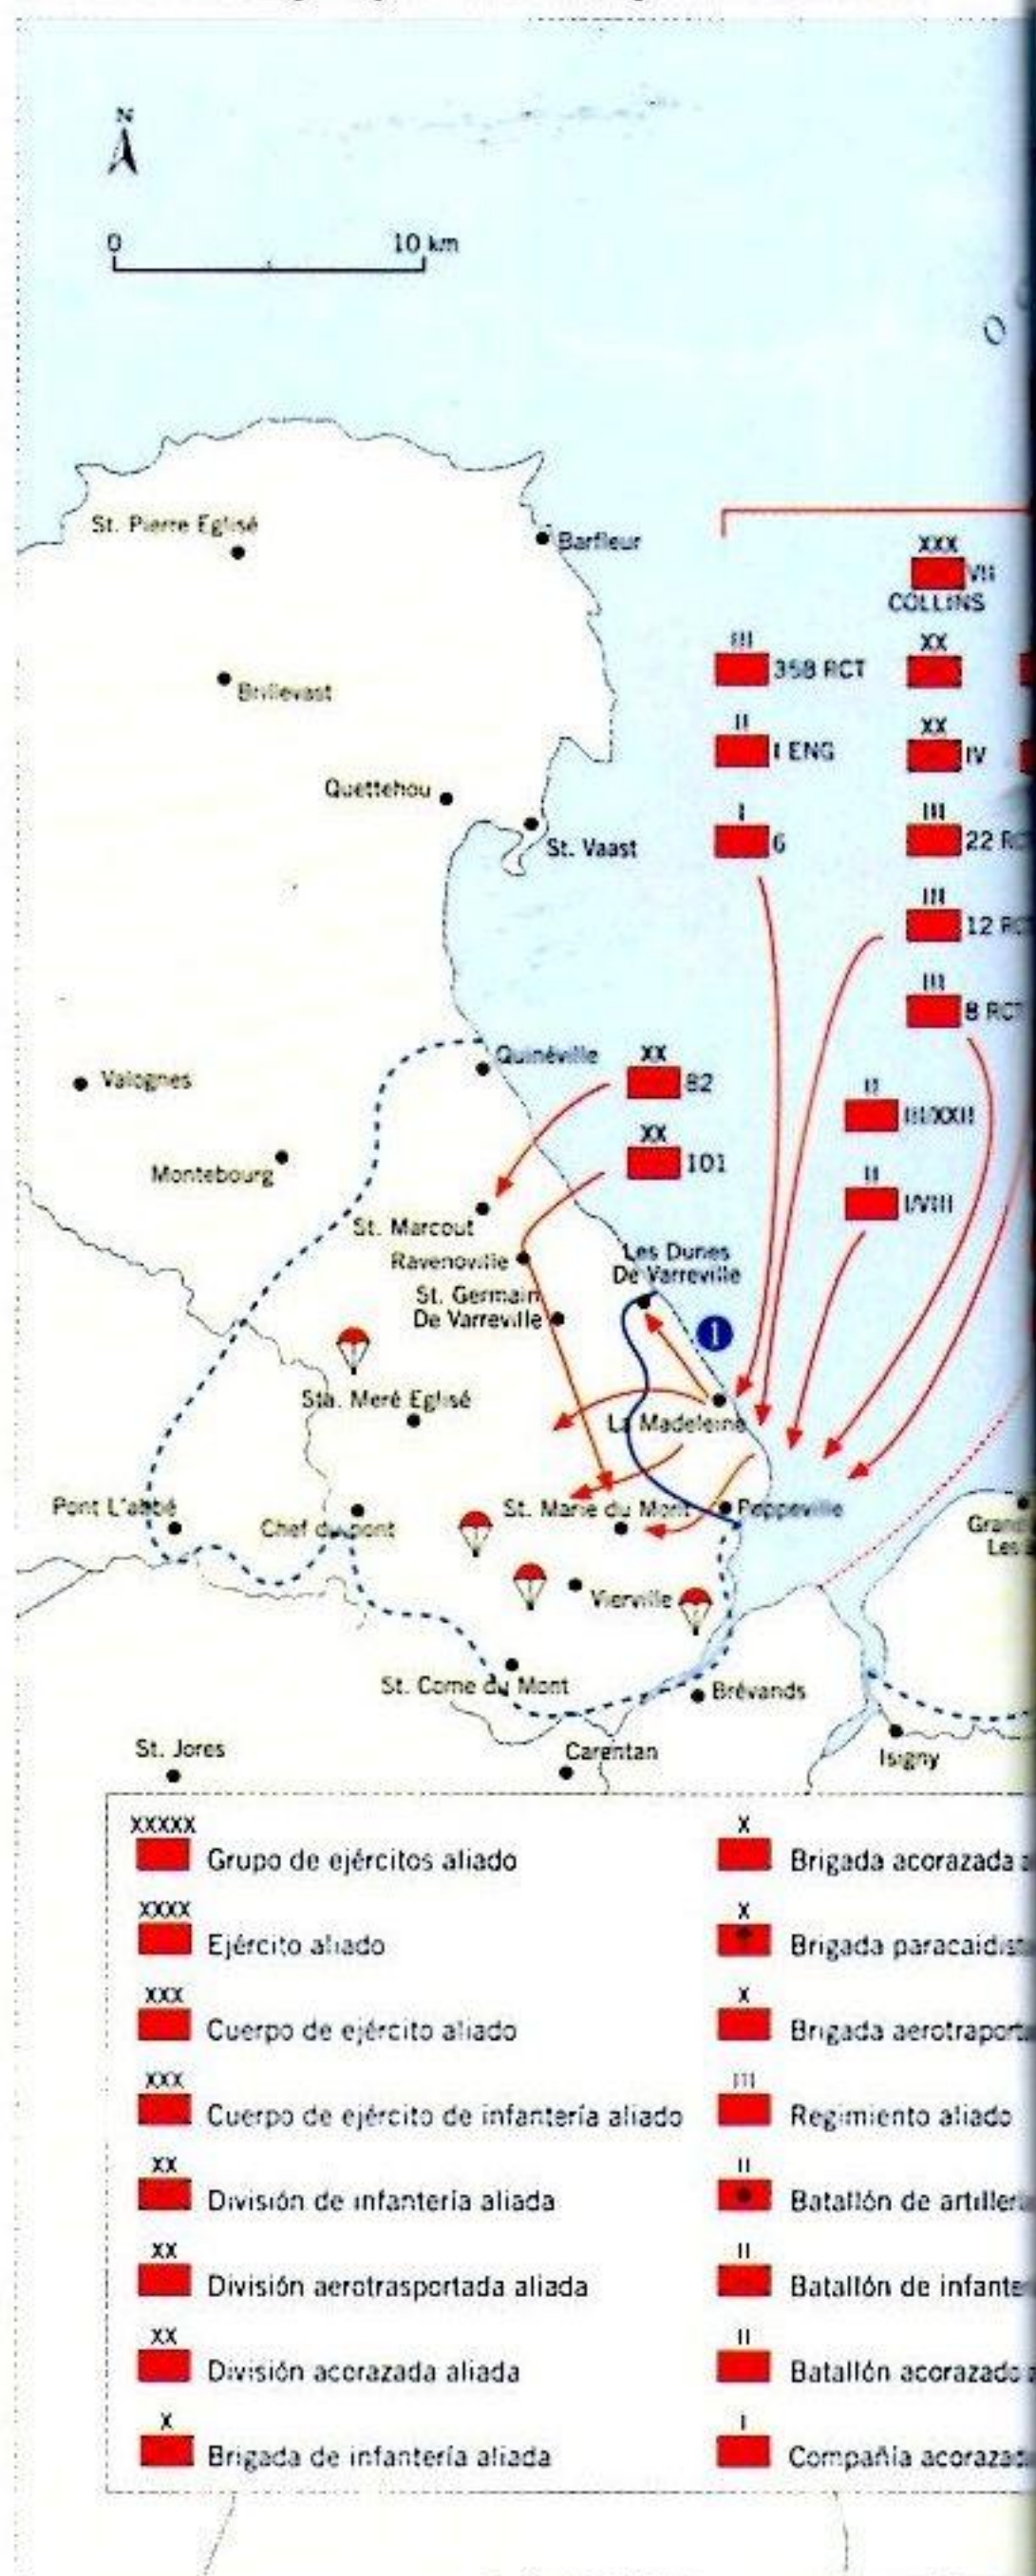 N
0 10 km
O
St. Pierre Eglisé
Barfleur
XXX
VII
COLLINS
III
358 RCT
XX
Brillevast
II
I ENG
XX
IV
Quettehou
I
6
III
22
St. Vaast
III
12
III
8 RCT
Quinéville
XX
82
Valognes
II
III/XXII
XX
101
Montebourg
II
I/VIII
St. Marcout
Ravenoville
Les Dunes
De Varreville
St. Germain
De Varreville
1
Sta. Meré Eglisé
La Madeleine
Pont L'abbé
Chef du pont
St. Marie du Mont
Peppeville
Grand
Les
Vierville
St. Come du Mont
Brévands
St. Jores
Carentan
Isigny
XXXXX
Grupo de ejércitos aliado
XXXX
Ejército aliado
XXX
Cuerpo de ejército aliado
XXX
Cuerpo de ejército de infantería aliado
XX
División de infantería aliada
XX
División aerotrasportada aliada
XX
División acorazada aliada
X
Brigada de infantería aliada
X
Brigada acorazada a
X
Brigada paracaidist
X
Brigada aerotraport
III
Regimiento aliado
II
Batallón de artiller
II
Batallón de infante
II
Batallón acorazado
I
Compañía acoraza